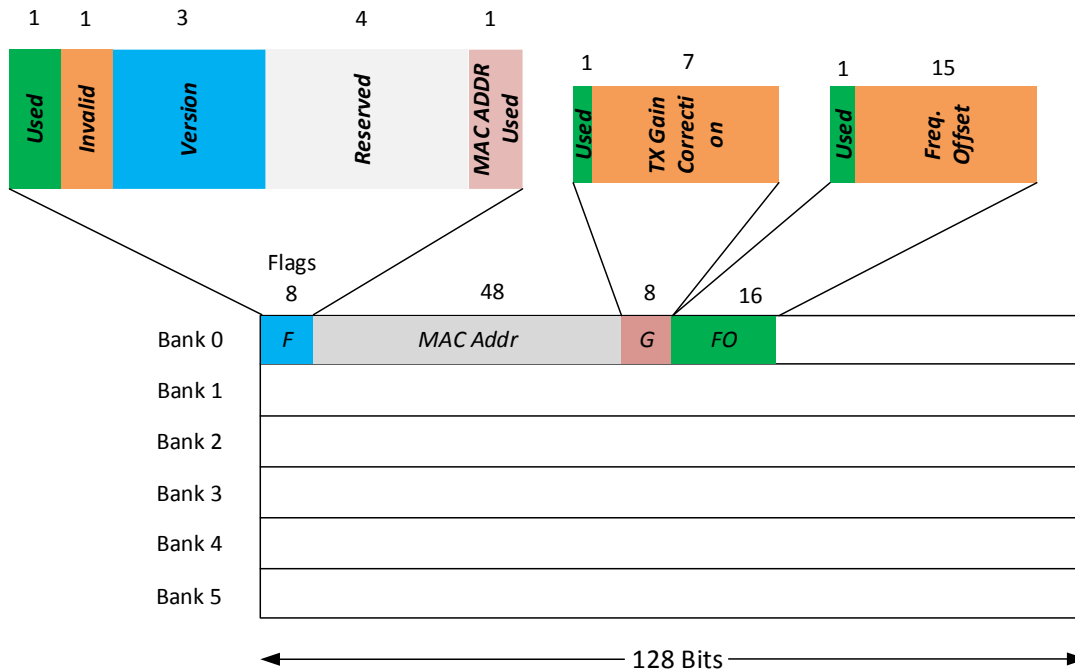 1 1 3 4 1
1 7
1 15
Used
Invalid
Version
Reserved
MAC ADDR
Used
Used
TX Gain
Correcti
on
Used
Freq.
Offset
Flags
8 48 8 16
Bank 0 F MAC Addr G FO
Bank 1
Bank 2
Bank 3
Bank 4
Bank 5
128 Bits